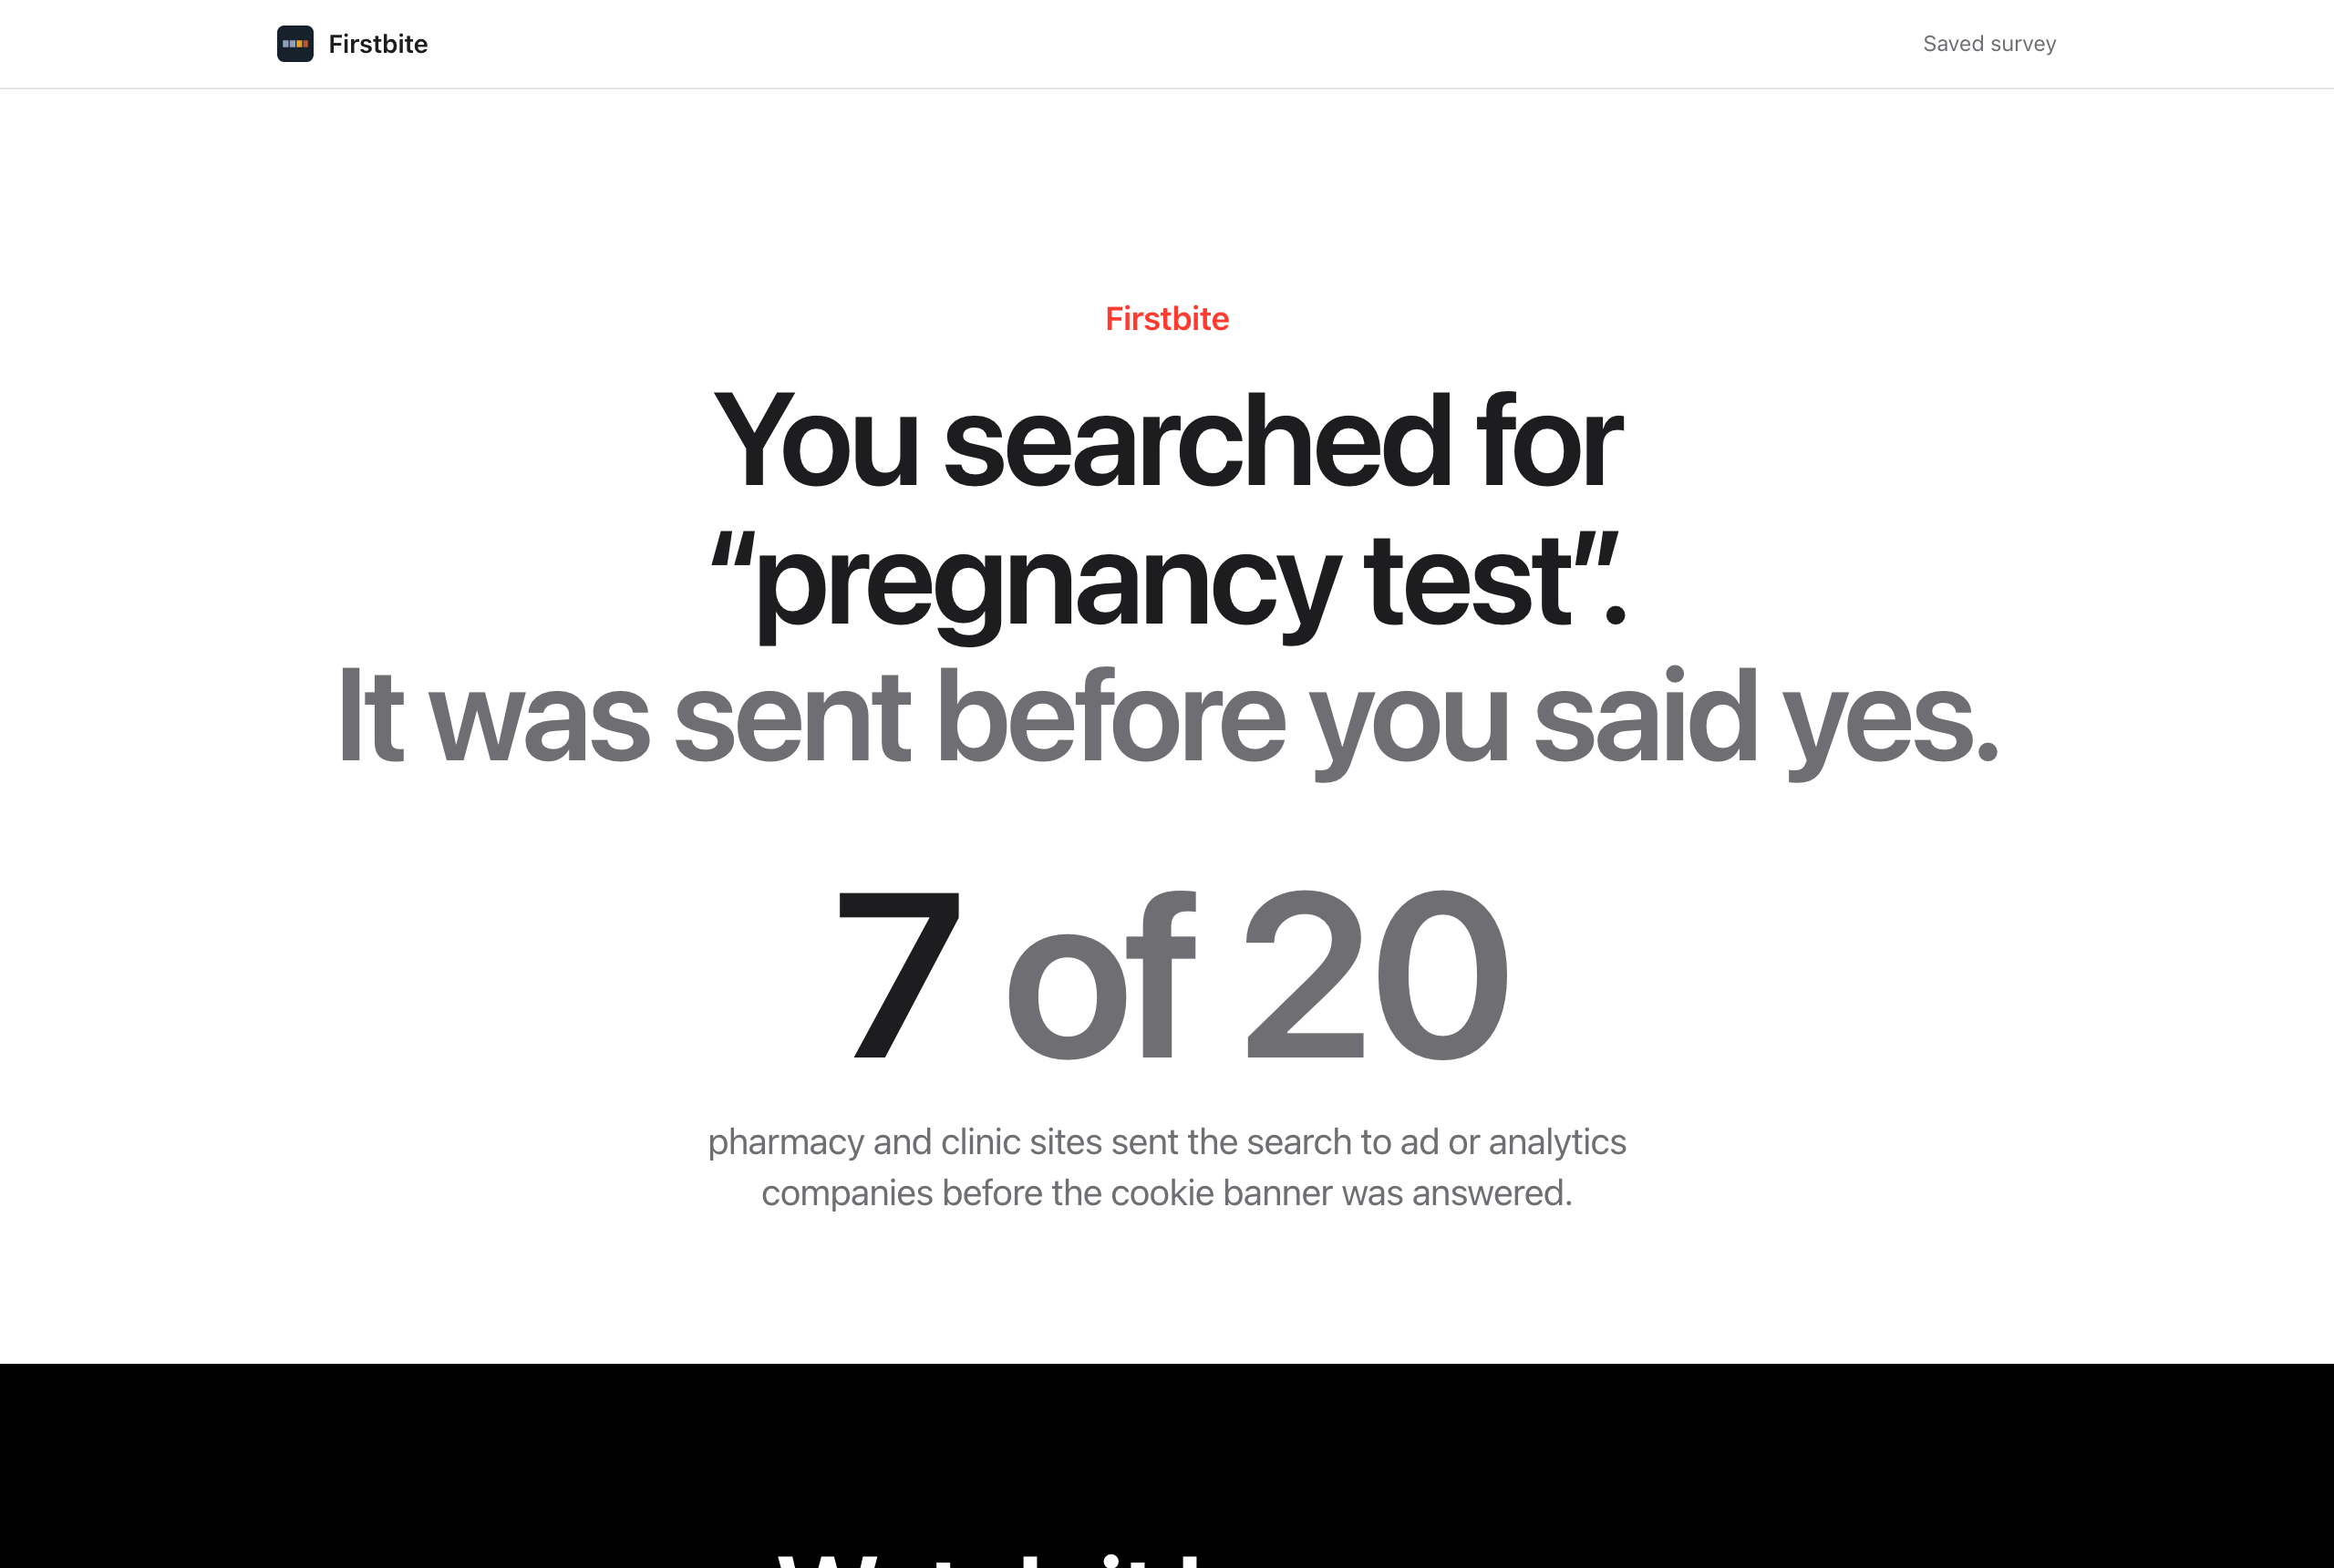 Firstbite
Saved survey
Firstbite
You searched for
“pregnancy test”.
It was sent before you said yes.
7 of 20
pharmacy and clinic sites sent the search to ad or analytics
companies before the cookie banner was answered.